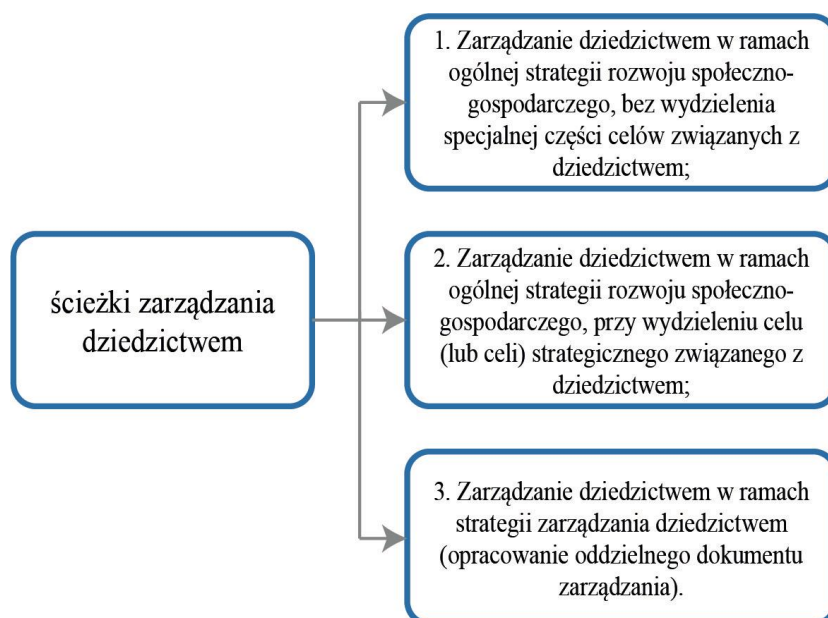 ścieżki zarządzania
dziedzictwem
1. Zarządzanie dziedzictwem w ramach
ogólnej strategii rozwoju społeczno-
gospodarczego, bez wydzielenia
specjalnej części celów związanych z
dziedzictwem;
2. Zarządzanie dziedzictwem w ramach
ogólnej strategii rozwoju społeczno-
gospodarczego, przy wydzieleniu celu
(lub celi) strategicznego związanego z
dziedzictwem;
3. Zarządzanie dziedzictwem w ramach
strategii zarządzania dziedzictwem
(opracowanie oddzielnego dokumentu
zarządzania).